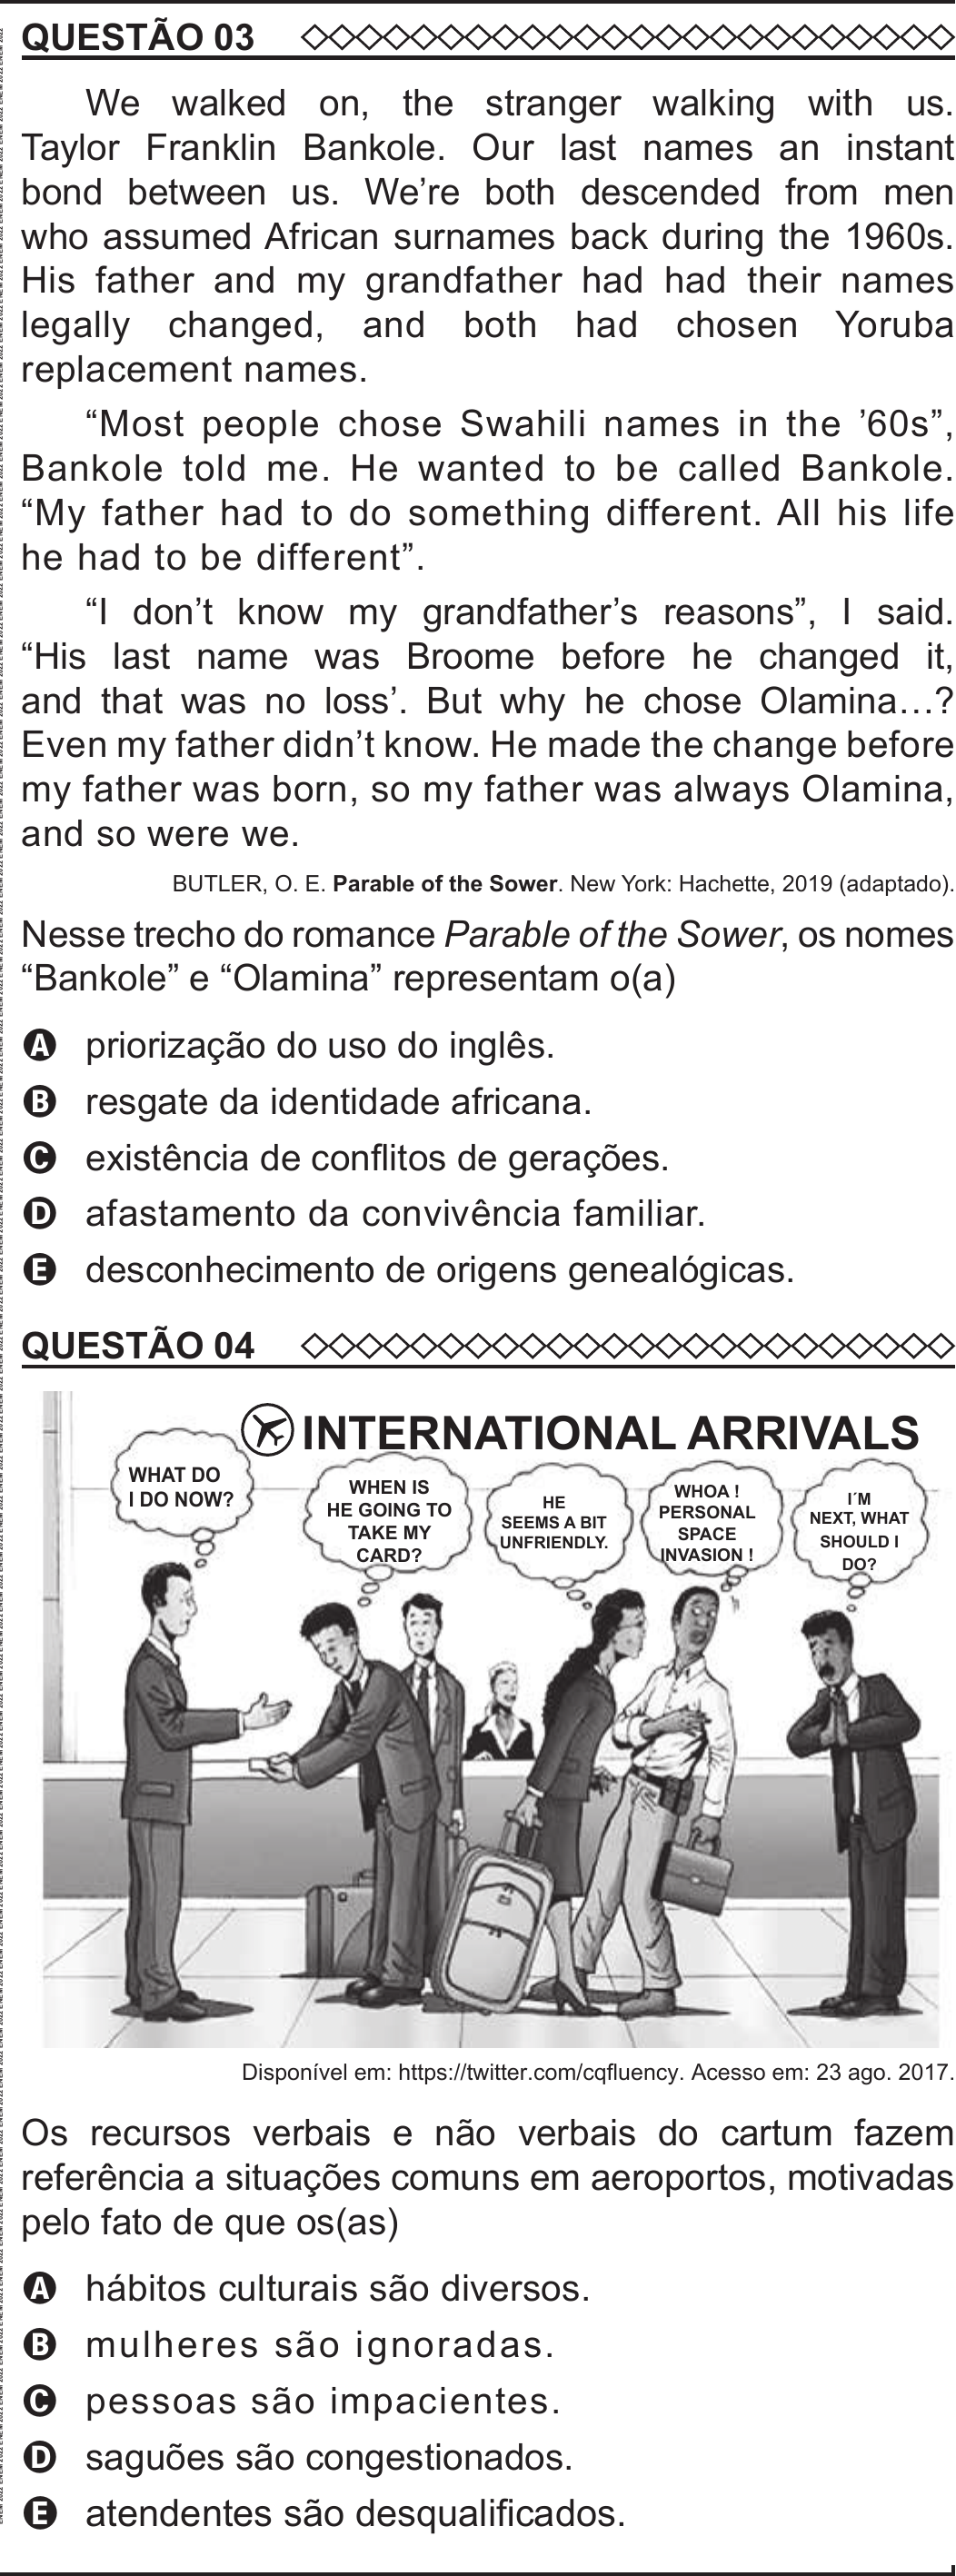 QUESTÃO 03
We walked on, the stranger walking with us.
Taylor Franklin Bankole. Our last names an instant
bond between us. We’re both descended from men
who assumed African surnames back during the 1960s.
His father and my grandfather had had their names
legally changed, and both had chosen Yoruba
replacement names.
“Most people chose Swahili names in the ’60s”,
Bankole told me. He wanted to be called Bankole.
“My father had to do something different. All his life
he had to be different”.
“I don’t know my grandfather’s reasons”, I said.
“His last name was Broome before he changed it,
and that was no loss’. But why he chose Olamina…?
Even my father didn’t know. He made the change before
my father was born, so my father was always Olamina,
and so were we.
BUTLER, O. E. Parable of the Sower. New York: Hachette, 2019 (adaptado).
Nesse trecho do romance Parable of the Sower, os nomes
“Bankole” e “Olamina” representam o(a)
A priorização do uso do inglês.
B resgate da identidade africana.
C existência de conflitos de gerações.
D afastamento da convivência familiar.
E desconhecimento de origens genealógicas.
QUESTÃO 04
INTERNATIONAL ARRIVALS
WHAT DO
I DO NOW?
WHEN IS
HE GOING TO
TAKE MY
CARD?
HE
SEEMS A BIT
UNFRIENDLY.
WHOA !
PERSONAL
SPACE
INVASION !
I´M
NEXT, WHAT
SHOULD I
DO?
Disponível em: https://twitter.com/cqfluency. Acesso em: 23 ago. 2017.
Os recursos verbais e não verbais do cartum fazem
referência a situações comuns em aeroportos, motivadas
pelo fato de que os(as)
A hábitos culturais são diversos.
B mulheres são ignoradas.
C pessoas são impacientes.
D saguões são congestionados.
E atendentes são desqualificados.